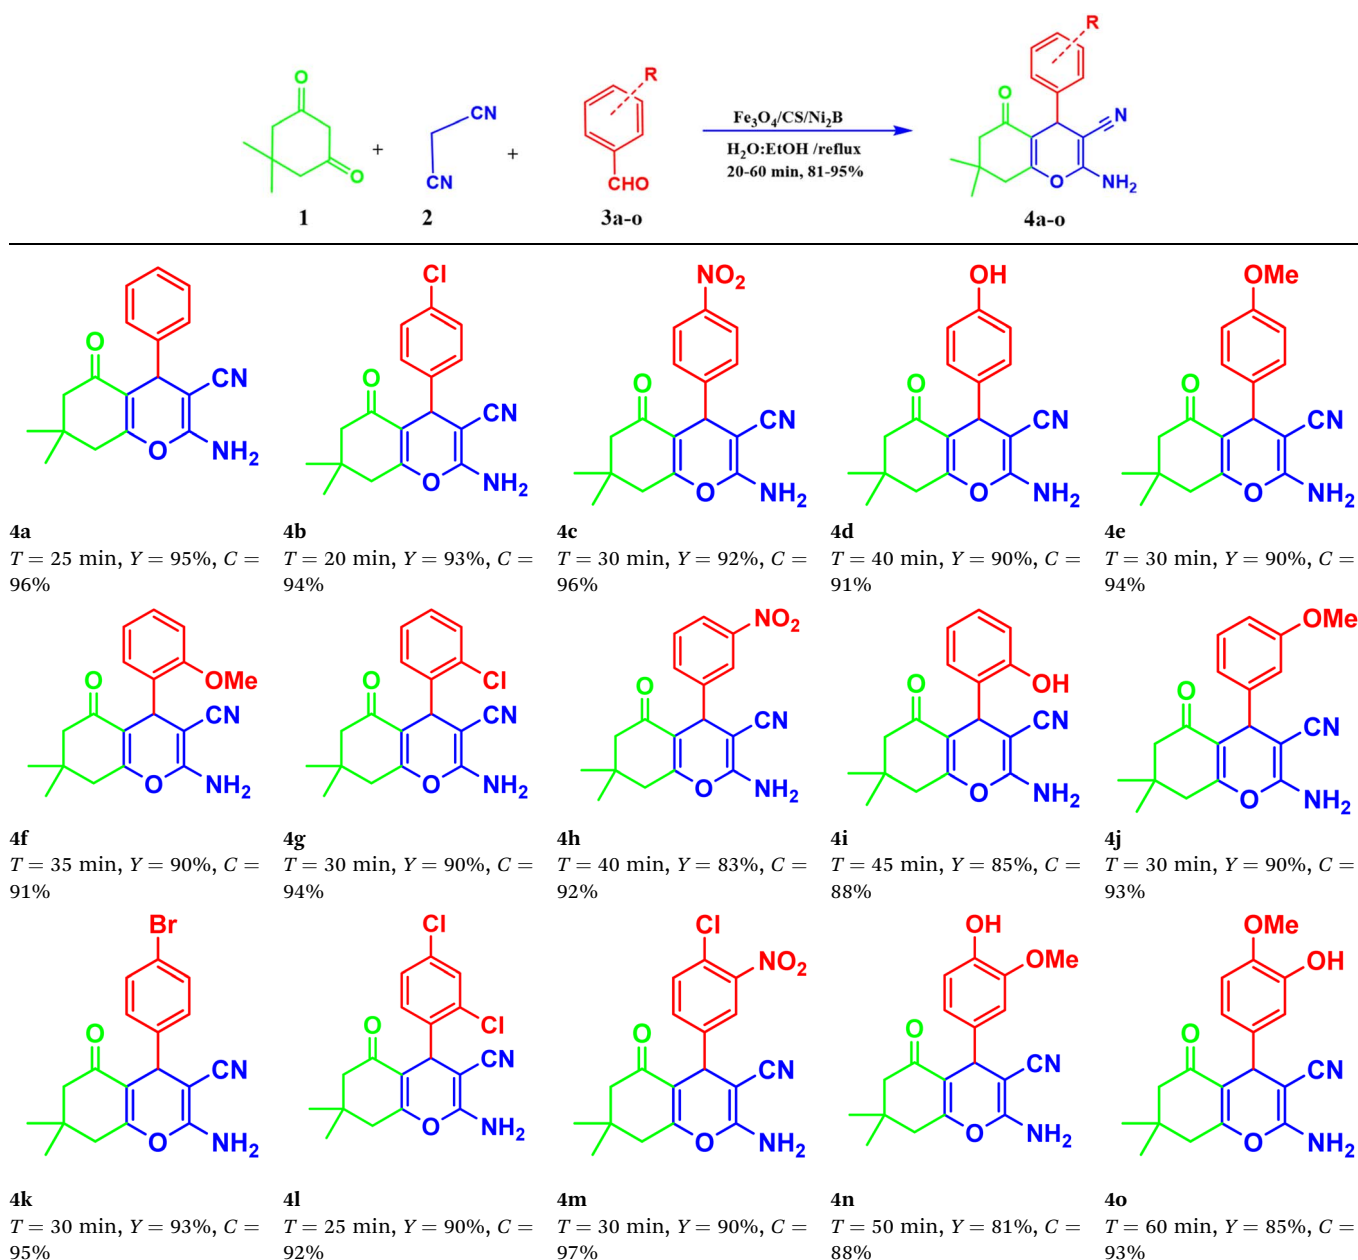 R
O
CN
+
+
O
CN
CHO
R
Fe3O4/CS/Ni2B
H2O:EtOH /reflux
20-60 min, 81-95%
R
O
N
O
NH2
1
2
3a-o
4a-o
O
CN
O
NH2
Cl
O
CN
O
NH2
NO2
O
CN
O
NH2
OH
O
CN
O
NH2
OMe
O
CN
O
NH2
4a
T = 25 min, Y = 95%, C =
96%
4b
T = 20 min, Y = 93%, C =
94%
4c
T = 30 min, Y = 92%, C =
96%
4d
T = 40 min, Y = 90%, C =
91%
4e
T = 30 min, Y = 90%, C =
94%
OMe
O
CN
O
NH2
Cl
O
CN
O
NH2
NO2
O
CN
O
NH2
OH
O
CN
O
NH2
OMe
O
CN
O
NH2
4f
T = 35 min, Y = 90%, C =
91%
4g
T = 30 min, Y = 90%, C =
94%
4h
T = 40 min, Y = 83%, C =
92%
4i
T = 45 min, Y = 85%, C =
88%
4j
T = 30 min, Y = 90%, C =
93%
Br
O
CN
O
NH2
Cl
Cl
O
CN
O
NH2
Cl
NO2
O
CN
O
NH2
OH
OMe
O
CN
O
NH2
OMe
OH
O
CN
O
NH2
4k
T = 30 min, Y = 93%, C =
95%
4l
T = 25 min, Y = 90%, C =
92%
4m
T = 30 min, Y = 90%, C =
97%
4n
T = 50 min, Y = 81%, C =
88%
4o
T = 60 min, Y = 85%, C =
93%